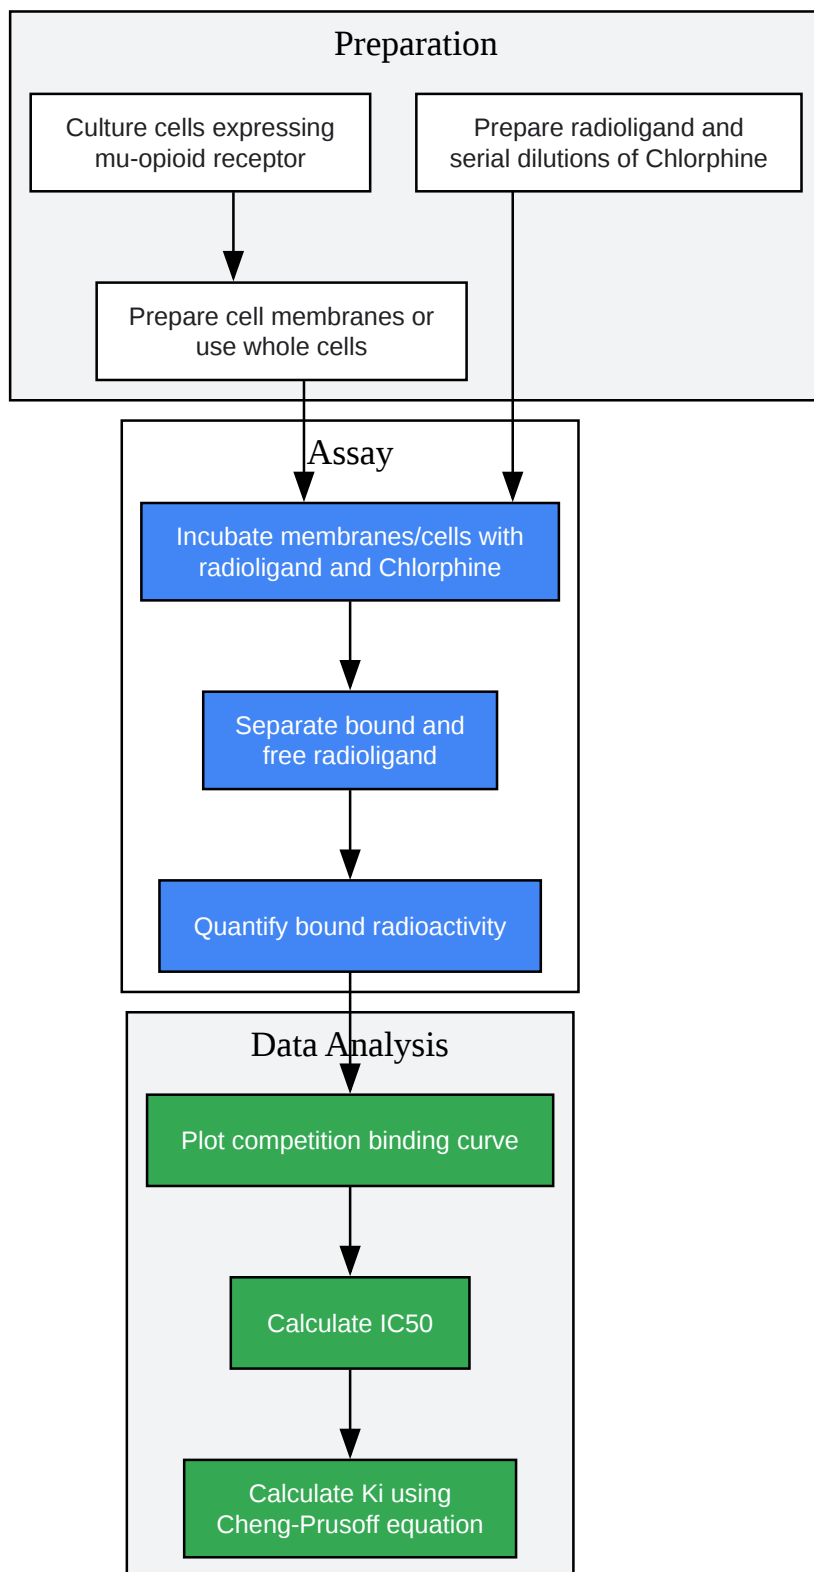 Preparation
Culture cells expressing
mu-opioid receptor
Prepare radioligand and
serial dilutions of Chlorphine
Prepare cell membranes or
use whole cells
Assay
Incubate membranes/cells with
radioligand and Chlorphine
Separate bound and
free radioligand
Quantify bound radioactivity
Data Analysis
Plot competition binding curve
Calculate IC50
Calculate Ki using
Cheng-Prusoff equation